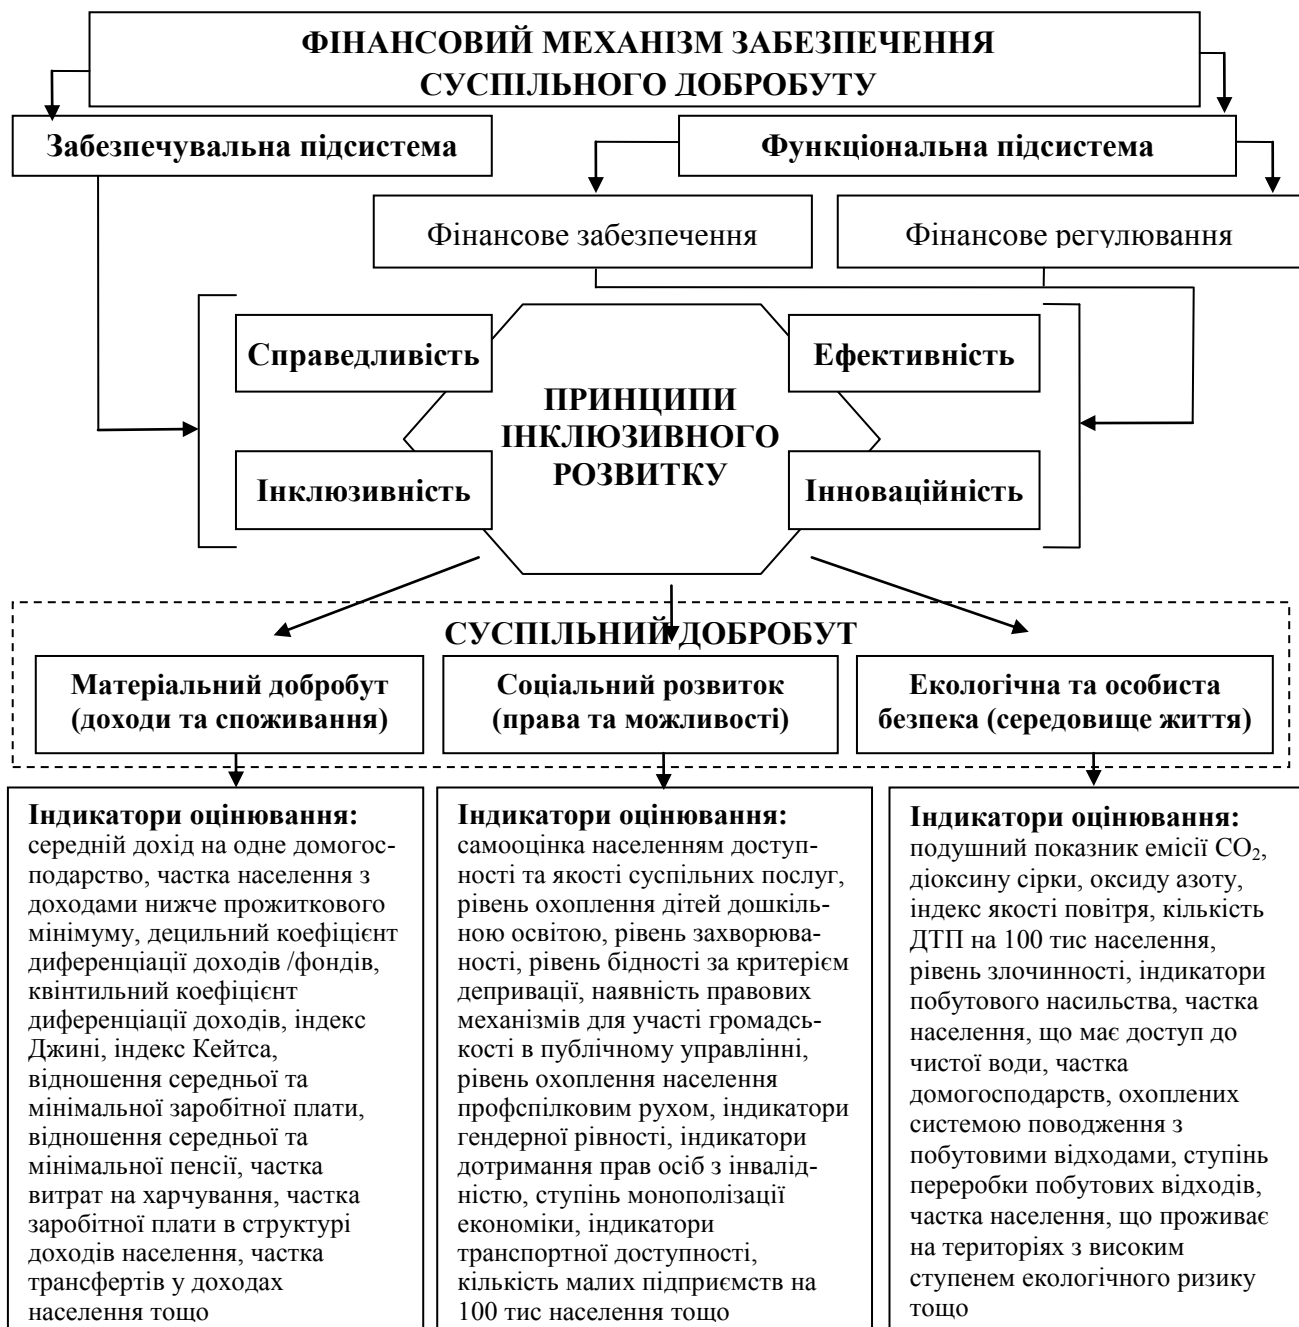 ФІНАНСОВИЙ МЕХАНІЗМ ЗАБЕЗПЕЧЕННЯ
СУСПІЛЬНОГО ДОБРОБУТУ
Забезпечувальна підсистема
Функціональна підсистема
Фінансове забезпечення
Фінансове регулювання
Справедливість
Ефективність
ПРИНЦИПИ
ІНКЛЮЗИВНОГО
РОЗВИТКУ
Інклюзивність
Інноваційність
СУСПІЛЬНИЙ ДОБРОБУТ
Матеріальний добробут
(доходи та споживання)
Соціальний розвиток
(права та можливості)
Екологічна та особиста
безпека (середовище життя)
Індикатори оцінювання:
середній дохід на одне домогос-
подарство, частка населення з
доходами нижче прожиткового
мінімуму, децильний коефіцієнт
диференціації доходів /фондів,
квінтильний коефіцієнт
диференціації доходів, індекс
Джині, індекс Кейтса,
відношення середньої та
мінімальної заробітної плати,
відношення середньої та
мінімальної пенсії, частка
витрат на харчування, частка
заробітної плати в структурі
доходів населення, частка
трансфертів у доходах
населення тощо
Індикатори оцінювання:
самооцінка населенням доступ-
ності та якості суспільних послуг,
рівень охоплення дітей дошкіль-
ною освітою, рівень захворюва-
ності, рівень бідності за критерієм
депривації, наявність правових
механізмів для участі громадсь-
кості в публічному управлінні,
рівень охоплення населення
профспілковим рухом, індикатори
гендерної рівності, індикатори
дотримання прав осіб з інвалід-
ністю, ступінь монополізації
економіки, індикатори
транспортної доступності,
кількість малих підприємств на
100 тис населення тощо
Індикатори оцінювання:
подушний показник емісії CO₂,
діоксину сірки, оксиду азоту,
індекс якості повітря, кількість
ДТП на 100 тис населення,
рівень злочинності, індикатори
побутового насильства, частка
населення, що має доступ до
чистої води, частка
домогосподарств, охоплених
системою поводження з
побутовими відходами, ступінь
переробки побутових відходів,
частка населення, що проживає
на територіях з високим
ступенем екологічного ризику
тощо